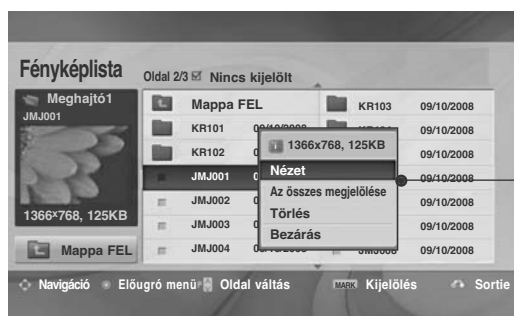 Fényképlista
Oldal 2/3 Nincs kijelölt
Meghajtó1
JMJ001
1366x768, 125KB
Mappa FEL
Mappa FEL
KR103 09/10/2008
KR101
KR102 09/10/2008
1366x768, 125KB
JMJ001 09/10/2008
Nézet
JMJ002 09/10/2008
Az összes megjelölése
JMJ003 09/10/2008
Törlés
JMJ004 09/10/2008
Bezárás
Navigáció Előugró menü Oldal váltás MARK Kijelölés Sortie